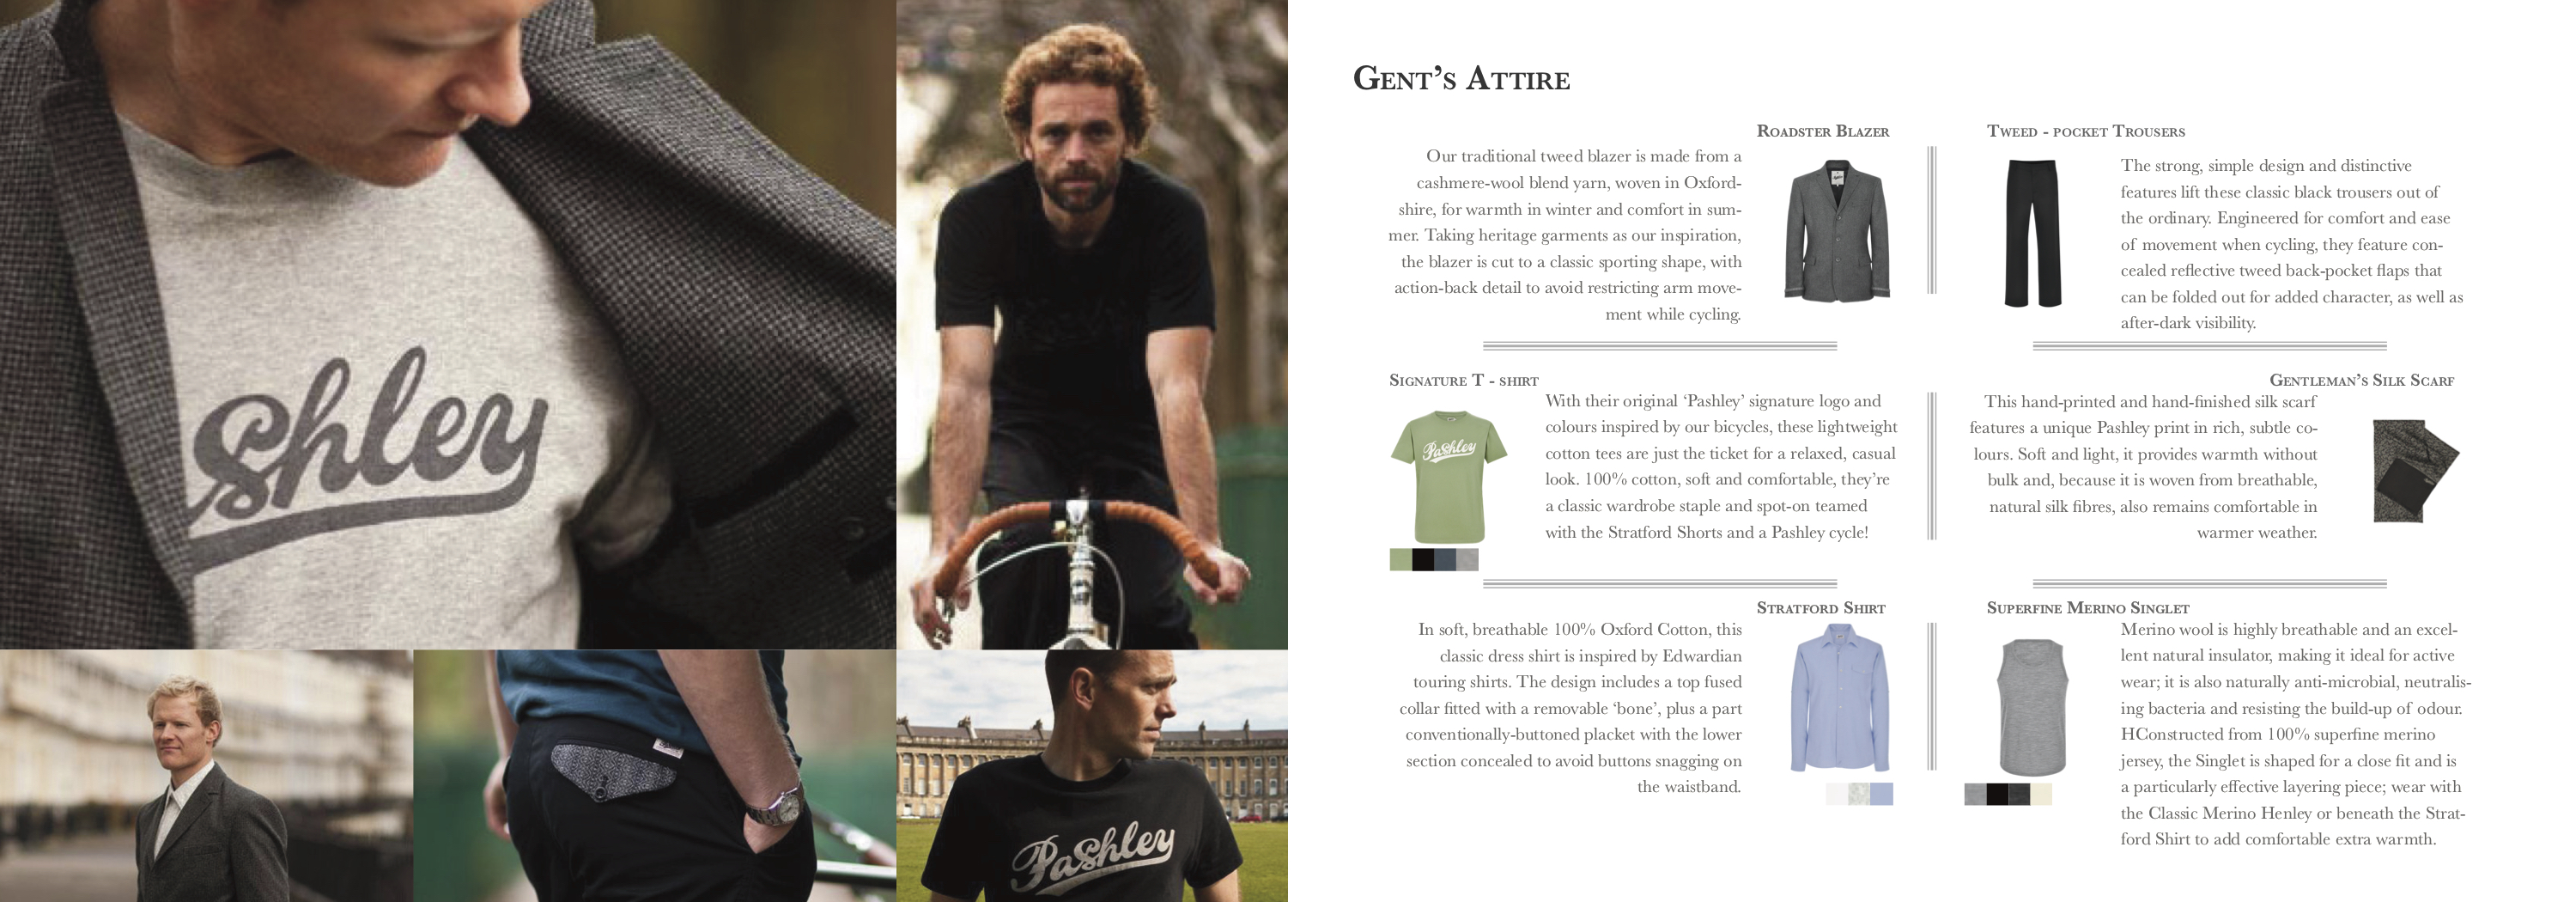 shley
Pashley
Gent's Attire
Roadster Blazer
Our traditional tweed blazer is made from a
cashmere-wool blend yarn, woven in Oxford-
shire, for warmth in winter and comfort in sum-
mer. Taking heritage garments as our inspiration,
the blazer is cut to a classic sporting shape, with
action-back detail to avoid restricting arm move-
ment while cycling.
Tweed - pocket Trousers
The strong, simple design and distinctive
features lift these classic black trousers out of
the ordinary. Engineered for comfort and ease
of movement when cycling, they feature con-
cealed reflective tweed back-pocket flaps that
can be folded out for added character, as well as
after-dark visibility.
Signature T - shirt
With their original ‘Pashley’ signature logo and
colours inspired by our bicycles, these lightweight
cotton tees are just the ticket for a relaxed, casual
look. 100% cotton, soft and comfortable, they’re
a classic wardrobe staple and spot-on teamed
with the Stratford Shorts and a Pashley cycle!
Pashley
Gentleman’s Silk Scarf
This hand-printed and hand-finished silk scarf
features a unique Pashley print in rich, subtle co-
lours. Soft and light, it provides warmth without
bulk and, because it is woven from breathable,
natural silk fibres, also remains comfortable in
warmer weather.
Stratford Shirt
In soft, breathable 100% Oxford Cotton, this
classic dress shirt is inspired by Edwardian
touring shirts. The design includes a top fused
collar fitted with a removable ‘bone’, plus a part
conventionally-buttoned placket with the lower
section concealed to avoid buttons snagging on
the waistband.
Superfine Merino Singlet
Merino wool is highly breathable and an excel-
lent natural insulator, making it ideal for active
wear; it is also naturally anti-microbial, neutralis-
ing bacteria and resisting the build-up of odour.
HConstructed from 100% superfine merino
jersey, the Singlet is shaped for a close fit and is
a particularly effective layering piece; wear with
the Classic Merino Henley or beneath the Strat-
ford Shirt to add comfortable extra warmth.